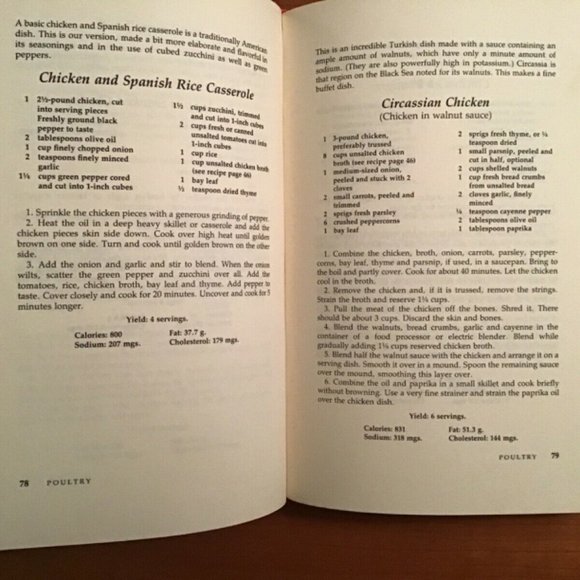 A basic chicken and Spanish rice casserole is a traditionally American
dish. This is our version, made a bit more elaborate and flavorful in
its seasonings and in the use of cubed zucchini as well as green
peppers.
Chicken and Spanish Rice Casserole
1 2½-pound chicken, cut
into serving pieces
Freshly ground black
pepper to taste
2 tablespoons olive oil
1 cup finely chopped onion
2 teaspoons finely minced
garlic
1¼ cups green pepper cored
and cut into 1-inch cubes
1½ cups zucchini, trimmed
and cut into 1-inch cubes
2 cups fresh or canned
unsalted tomatoes cut into
1-inch cubes
1 cup rice
1 cup unsalted chicken broth
(see recipe page 46)
1 bay leaf
½ teaspoon dried thyme
1. Sprinkle the chicken pieces with a generous grinding of pepper.
2. Heat the oil in a deep heavy skillet or casserole and add the
chicken pieces skin side down. Cook over high heat until golden
brown on one side. Turn and cook until golden brown on the other
side.
3. Add the onion and garlic and stir to blend. When the onion
wilts, scatter the green pepper and zucchini over all. Add the
tomatoes, rice, chicken broth, bay leaf and thyme. Add pepper to
taste. Cover closely and cook for 20 minutes. Uncover and cook for 5
minutes longer.
Yield: 4 servings.
Calories: 800 Fat: 37.7 g.
Sodium: 207 mgs. Cholesterol: 179 mgs.
78 POULTRY
This is an incredible Turkish dish made with a sauce containing an
ample amount of walnuts, which have only a minute amount of
sodium. (They are also powerfully high in potassium.) Circassia is
that region on the Black Sea noted for its walnuts. This makes a fine
buffet dish.
Circassian Chicken
(Chicken in walnut sauce)
1 3-pound chicken,
preferably trussed
8 cups unsalted chicken
broth (see recipe page 46)
1 medium-sized onion,
peeled and stuck with 2
cloves
2 small carrots, peeled and
trimmed
2 sprigs fresh parsley
6 crushed peppercorns
1 bay leaf
2 sprigs fresh thyme, or ½
teaspoon dried
1 small parsnip, peeled and
cut in half, optional
2 cups shelled walnuts
1 cup fresh bread crumbs
from unsalted bread
2 cloves garlic, finely
minced
¼ teaspoon cayenne pepper
2 tablespoons olive oil
1 tablespoon paprika
1. Combine the chicken, broth, onion, carrots, parsley, pepper-
corns, bay leaf, thyme and parsnip, if used, in a saucepan. Bring to
the boil and partly cover. Cook for about 40 minutes. Let the chicken
cool in the broth.
2. Remove the chicken and, if it is trussed, remove the strings.
Strain the broth and reserve 1¾ cups.
3. Pull the meat of the chicken off the bones. Shred it. There
should be about 3 cups. Discard the skin and bones.
4. Blend the walnuts, bread crumbs, garlic and cayenne in the
container of a food processor or electric blender. Blend while
gradually adding 1¾ cups reserved chicken broth.
5. Blend half the walnut sauce with the chicken and arrange it on a
serving dish. Smooth it over in a mound. Spoon the remaining sauce
over the mound, smoothing this layer over.
6. Combine the oil and paprika in a small skillet and cook briefly
without browning. Use a very fine strainer and strain the paprika oil
over the chicken dish.
Yield: 6 servings.
Calories: 831 Fat: 51.3 g.
Sodium: 318 mgs. Cholesterol: 144 mgs.
POULTRY 79